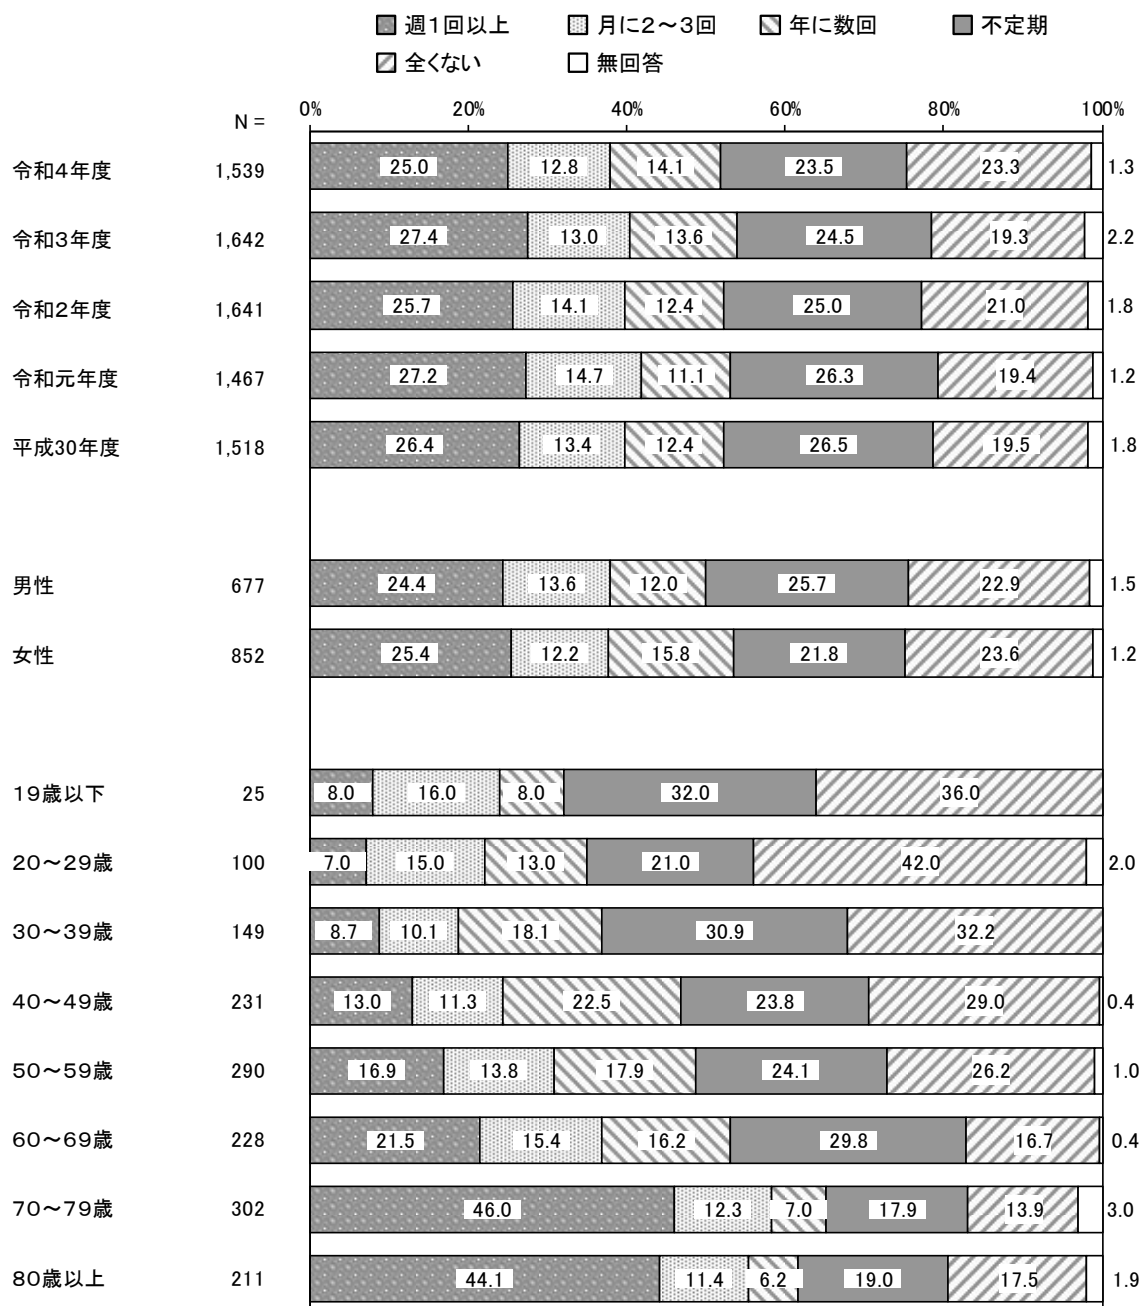 週１回以上 月に２～３回 年に数回 不定期
全くない 無回答
0% 20% 40% 60% 80% 100%
N =
令和４年度 1,539 25.0 12.8 14.1 23.5 23.3 1.3
令和３年度 1,642 27.4 13.0 13.6 24.5 19.3 2.2
令和２年度 1,641 25.7 14.1 12.4 25.0 21.0 1.8
令和元年度 1,467 27.2 14.7 11.1 26.3 19.4 1.2
平成30年度 1,518 26.4 13.4 12.4 26.5 19.5 1.8
男性 677 24.4 13.6 12.0 25.7 22.9 1.5
女性 852 25.4 12.2 15.8 21.8 23.6 1.2
１９歳以下 25 8.0 16.0 8.0 32.0 36.0
２０～２９歳 100 7.0 15.0 13.0 21.0 42.0 2.0
３０～３９歳 149 8.7 10.1 18.1 30.9 32.2
４０～４９歳 231 13.0 11.3 22.5 23.8 29.0 0.4
５０～５９歳 290 16.9 13.8 17.9 24.1 26.2 1.0
６０～６９歳 228 21.5 15.4 16.2 29.8 16.7 0.4
７０～７９歳 302 46.0 12.3 7.0 17.9 13.9 3.0
８０歳以上 211 44.1 11.4 6.2 19.0 17.5 1.9